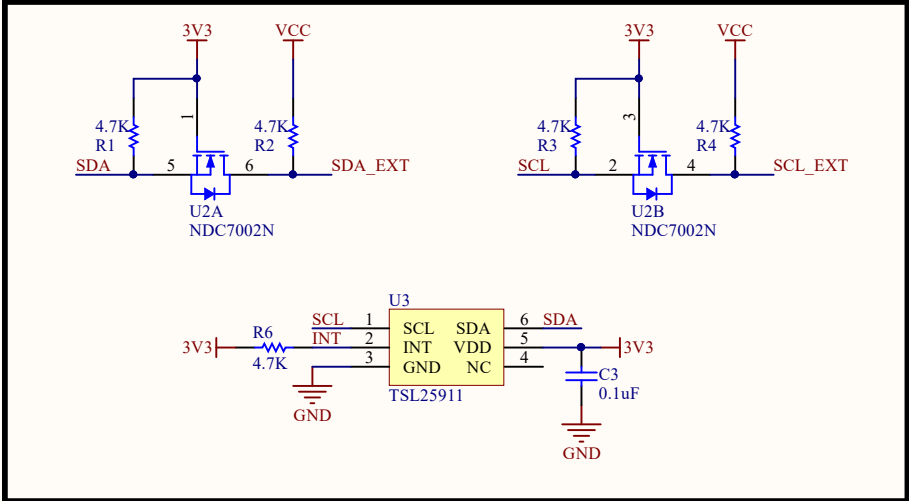 3V3 VCC 3V3 VCC
1 3
4.7K 4.7K 4.7K 4.7K
R1 R2 R3 R4
SDA 5 6 SDA_EXT SCL 2 4 SCL_EXT
U2A U2B
NDC7002N NDC7002N
U3
SCL 1 SCL SDA 6 SDA
3V3 R6 INT 2 INT VDD 5 3V3
4.7K 3 GND NC 4 C3
TSL25911 0.1uF
GND
GND